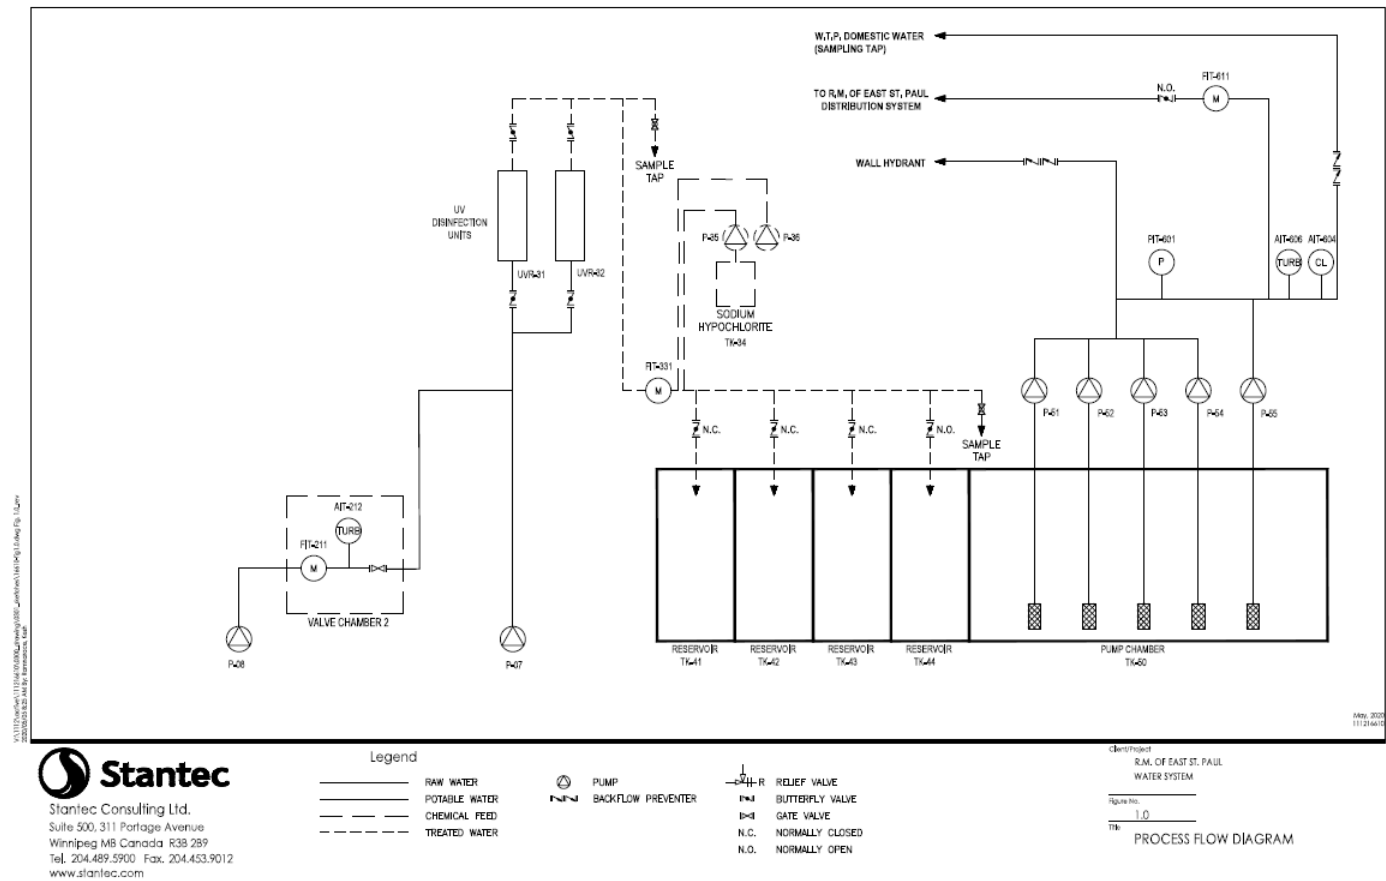 W.T.P. DOMESTIC WATER
(SAMPLING TAP)
FIT-611
N.O.
M
TO R.M. OF EAST ST. PAUL
DISTRIBUTION SYSTEM
WALL HYDRANT
SAMPLE
TAP
UV
DISINFECTION
UNITS
UVR-31
UVR-32
P-35
P-36
SODIUM
HYPOCHLORITE
TK-34
PIT-601
P
AIT-606
TURB
AIT-604
CL
FIT-331
M
N.C.
N.C.
N.C.
N.O.
SAMPLE
TAP
P-51
P-52
P-53
P-54
P-55
AIT-212
TURB
FIT-211
M
VALVE CHAMBER 2
P-08
P-07
RESERVOIR
TK-41
RESERVOIR
TK-42
RESERVOIR
TK-43
RESERVOIR
TK-44
PUMP CHAMBER
TK-50
May, 2020
111216610
Stantec
Stantec Consulting Ltd.
Suite 500, 311 Portage Avenue
Winnipeg MB Canada R3B 2B9
Tel. 204.489.5900 Fax. 204.453.9012
www.stantec.com
Legend
RAW WATER
POTABLE WATER
CHEMICAL FEED
TREATED WATER
PUMP
BACKFLOW PREVENTER
R RELIEF VALVE
BUTTERFLY VALVE
GATE VALVE
N.C. NORMALLY CLOSED
N.O. NORMALLY OPEN
Client/Project
R.M. OF EAST ST. PAUL
WATER SYSTEM
Figure No.
1.0
Title
PROCESS FLOW DIAGRAM